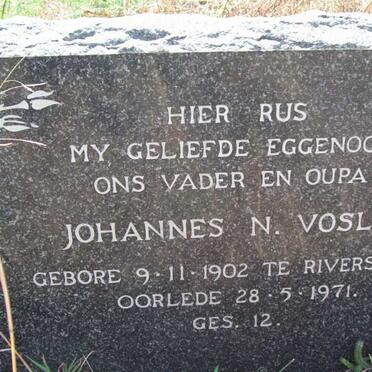 HIER RUS
MY GELIEFDE EGGENOO
ONS VADER EN OUPA
JOHANNES N. VOSL
GEBORE 9·11·1902 TE RIVERS
OORLEDE 28·5·1971.
GES. 12.